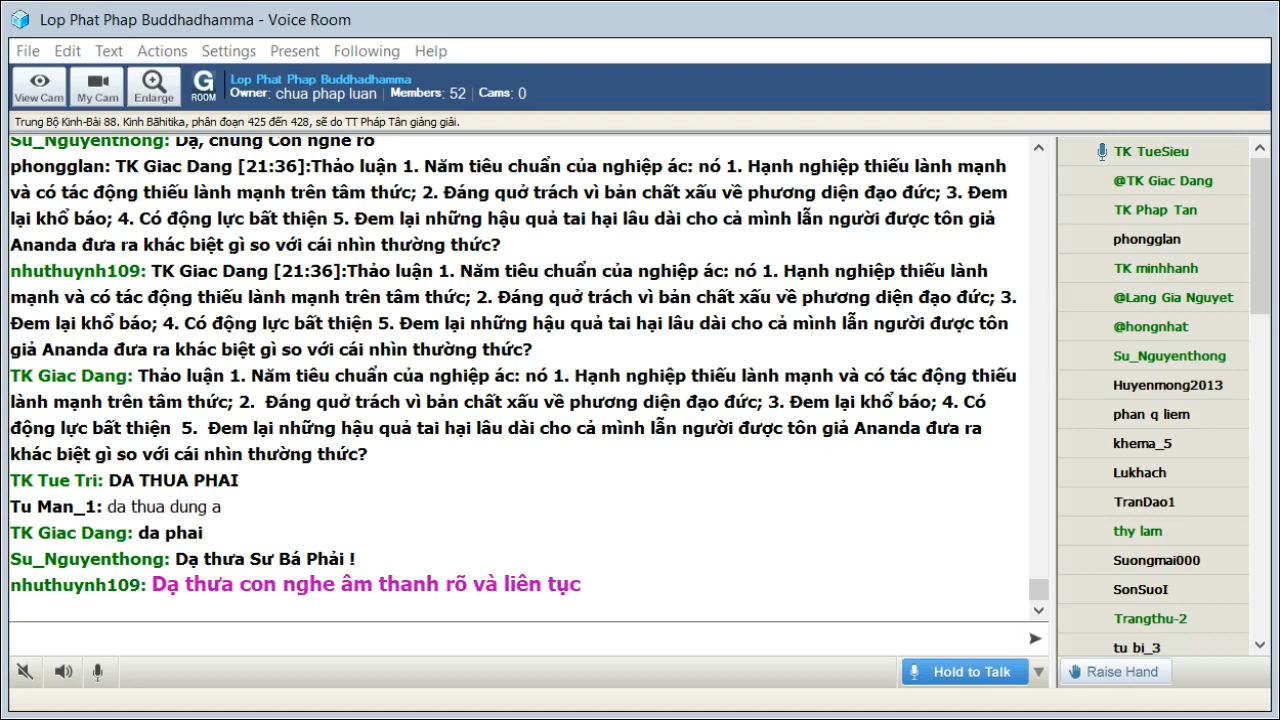 Lop Phat Phap Buddhadhamma - Voice Room
File Edit Text Actions Settings Present Following Help
View Cam My Cam Enlarge G ROOM
Lop Phat Phap Buddhadhamma
Owner: chua phap luan Members: 52 Cams: 0
Trung Bộ Kinh-Bài 88. Kinh Bāhitika, phân đoạn 425 đến 428, sẽ do TT Pháp Tân giảng giải.
Su_Nguyenthong: Dạ, chúng Con nghe rõ
phongglan: TK Giac Dang [21:36]:Thảo luận 1. Năm tiêu chuẩn của nghiệp ác: nó 1. Hạnh nghiệp thiếu lành mạnh
và có tác động thiếu lành mạnh trên tâm thức; 2. Đáng quở trách vì bản chất xấu về phương diện đạo đức; 3. Đem
lại khổ báo; 4. Có động lực bất thiện 5. Đem lại những hậu quả tai hại lâu dài cho cả mình lẫn người được tôn giả
Ananda đưa ra khác biệt gì so với cái nhìn thường thức?
nhuthuynh109: TK Giac Dang [21:36]:Thảo luận 1. Năm tiêu chuẩn của nghiệp ác: nó 1. Hạnh nghiệp thiếu lành
mạnh và có tác động thiếu lành mạnh trên tâm thức; 2. Đáng quở trách vì bản chất xấu về phương diện đạo đức; 3.
Đem lại khổ báo; 4. Có động lực bất thiện 5. Đem lại những hậu quả tai hại lâu dài cho cả mình lẫn người được tôn
giả Ananda đưa ra khác biệt gì so với cái nhìn thường thức?
TK Giac Dang: Thảo luận 1. Năm tiêu chuẩn của nghiệp ác: nó 1. Hạnh nghiệp thiếu lành mạnh và có tác động thiếu
lành mạnh trên tâm thức; 2. Đáng quở trách vì bản chất xấu về phương diện đạo đức; 3. Đem lại khổ báo; 4. Có
động lực bất thiện 5. Đem lại những hậu quả tai hại lâu dài cho cả mình lẫn người được tôn giả Ananda đưa ra
khác biệt gì so với cái nhìn thường thức?
TK Tue Tri: DA THUA PHAI
Tu Man_1: da thua dung a
TK Giac Dang: da phai
Su_Nguyenthong: Dạ thưa Sư Bá Phải !
nhuthuynh109: Dạ thưa con nghe âm thanh rõ và liên tục
Hold to Talk
TK TueSieu
@TK Giac Dang
TK Phap Tan
phongglan
TK minhhanh
@Lang Gia Nguyet
@hongnhat
Su_Nguyenthong
Huyenmong2013
phan q liem
khema_5
Lukhach
TranDao1
thy lam
Suongmai000
SonSuoI
Trangthu-2
tu bi_3
Raise Hand